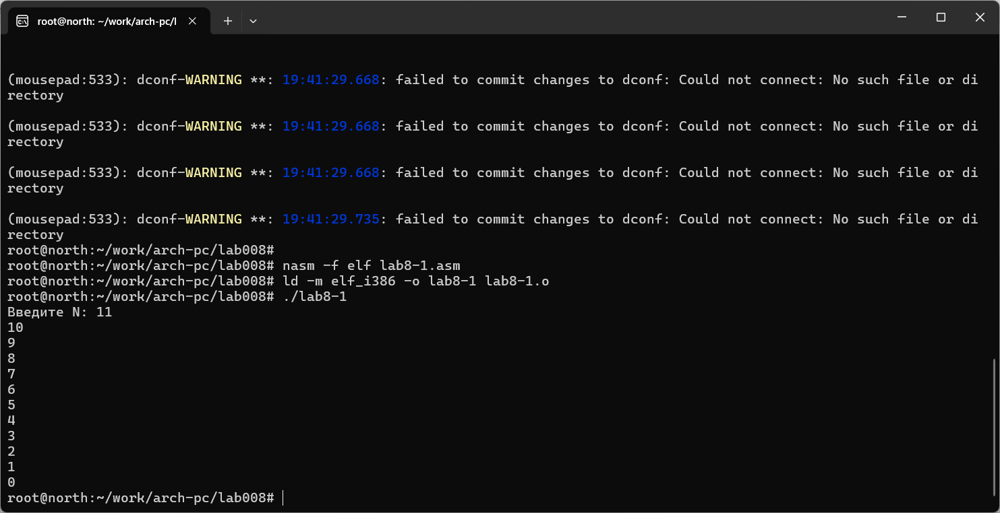 root@north: ~/work/arch-pc/l
(mousepad:533): dconf-WARNING **: 19:41:29.668: failed to commit changes to dconf: Could not connect: No such file or di
rectory
(mousepad:533): dconf-WARNING **: 19:41:29.668: failed to commit changes to dconf: Could not connect: No such file or di
rectory
(mousepad:533): dconf-WARNING **: 19:41:29.668: failed to commit changes to dconf: Could not connect: No such file or di
rectory
(mousepad:533): dconf-WARNING **: 19:41:29.735: failed to commit changes to dconf: Could not connect: No such file or di
rectory
root@north:~/work/arch-pc/lab008#
root@north:~/work/arch-pc/lab008# nasm -f elf lab8-1.asm
root@north:~/work/arch-pc/lab008# ld -m elf_i386 -o lab8-1 lab8-1.o
root@north:~/work/arch-pc/lab008# ./lab8-1
Введите N: 11
10
9
8
7
6
5
4
3
2
1
0
root@north:~/work/arch-pc/lab008#